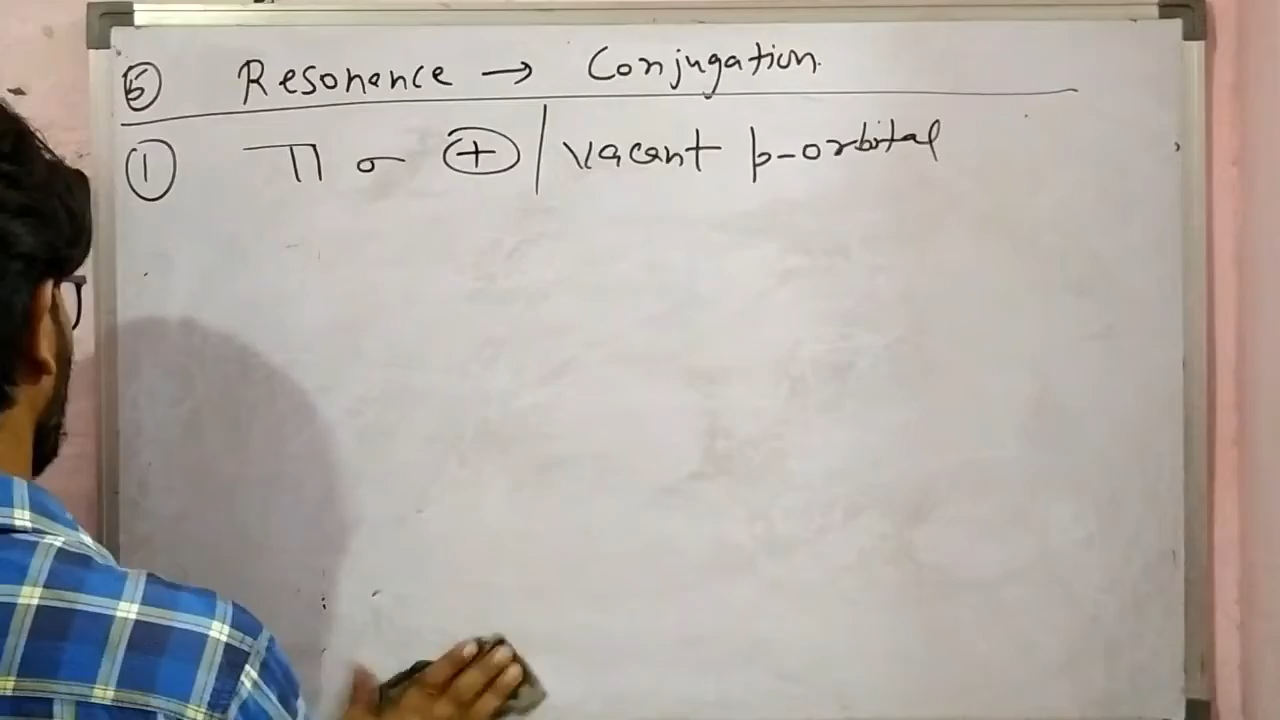 ⑤ Resonance → Conjugation.
① π σ ⊕ / vacant p-orbital